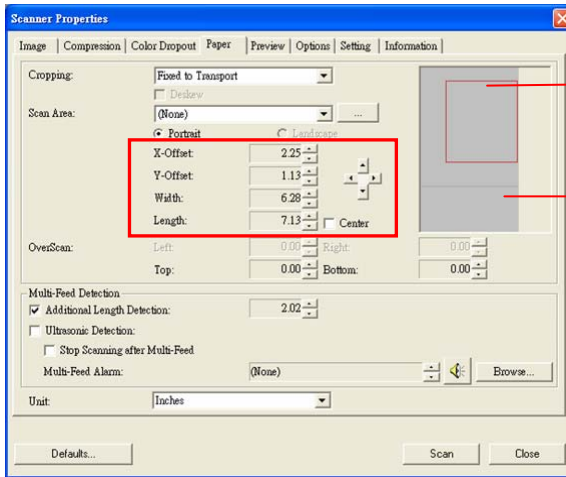 Scanner Properties
Image Compression Color Dropout Paper Preview Options Setting Information
Cropping: Fixed to Transport
Deskew
Scan Area: (None) ...
Portrait Landscape
X-Offset: 2.25
Y-Offset: 1.13
Width: 6.28
Length: 7.13 Center
OverScan: Left: 0.00 Right: 0.00
Top: 0.00 Bottom: 0.00
Multi-Feed Detection
Additional Length Detection: 2.02
Ultrasonic Detection:
Stop Scanning after Multi-Feed
Multi-Feed Alarm: (None) Browse...
Unit: Inches
Defaults... Scan Close